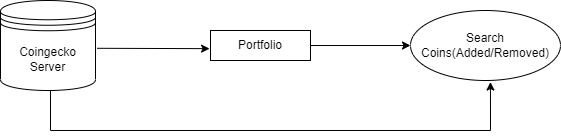 Coingecko
Server
Portfolio
Search
Coins(Added/Removed)